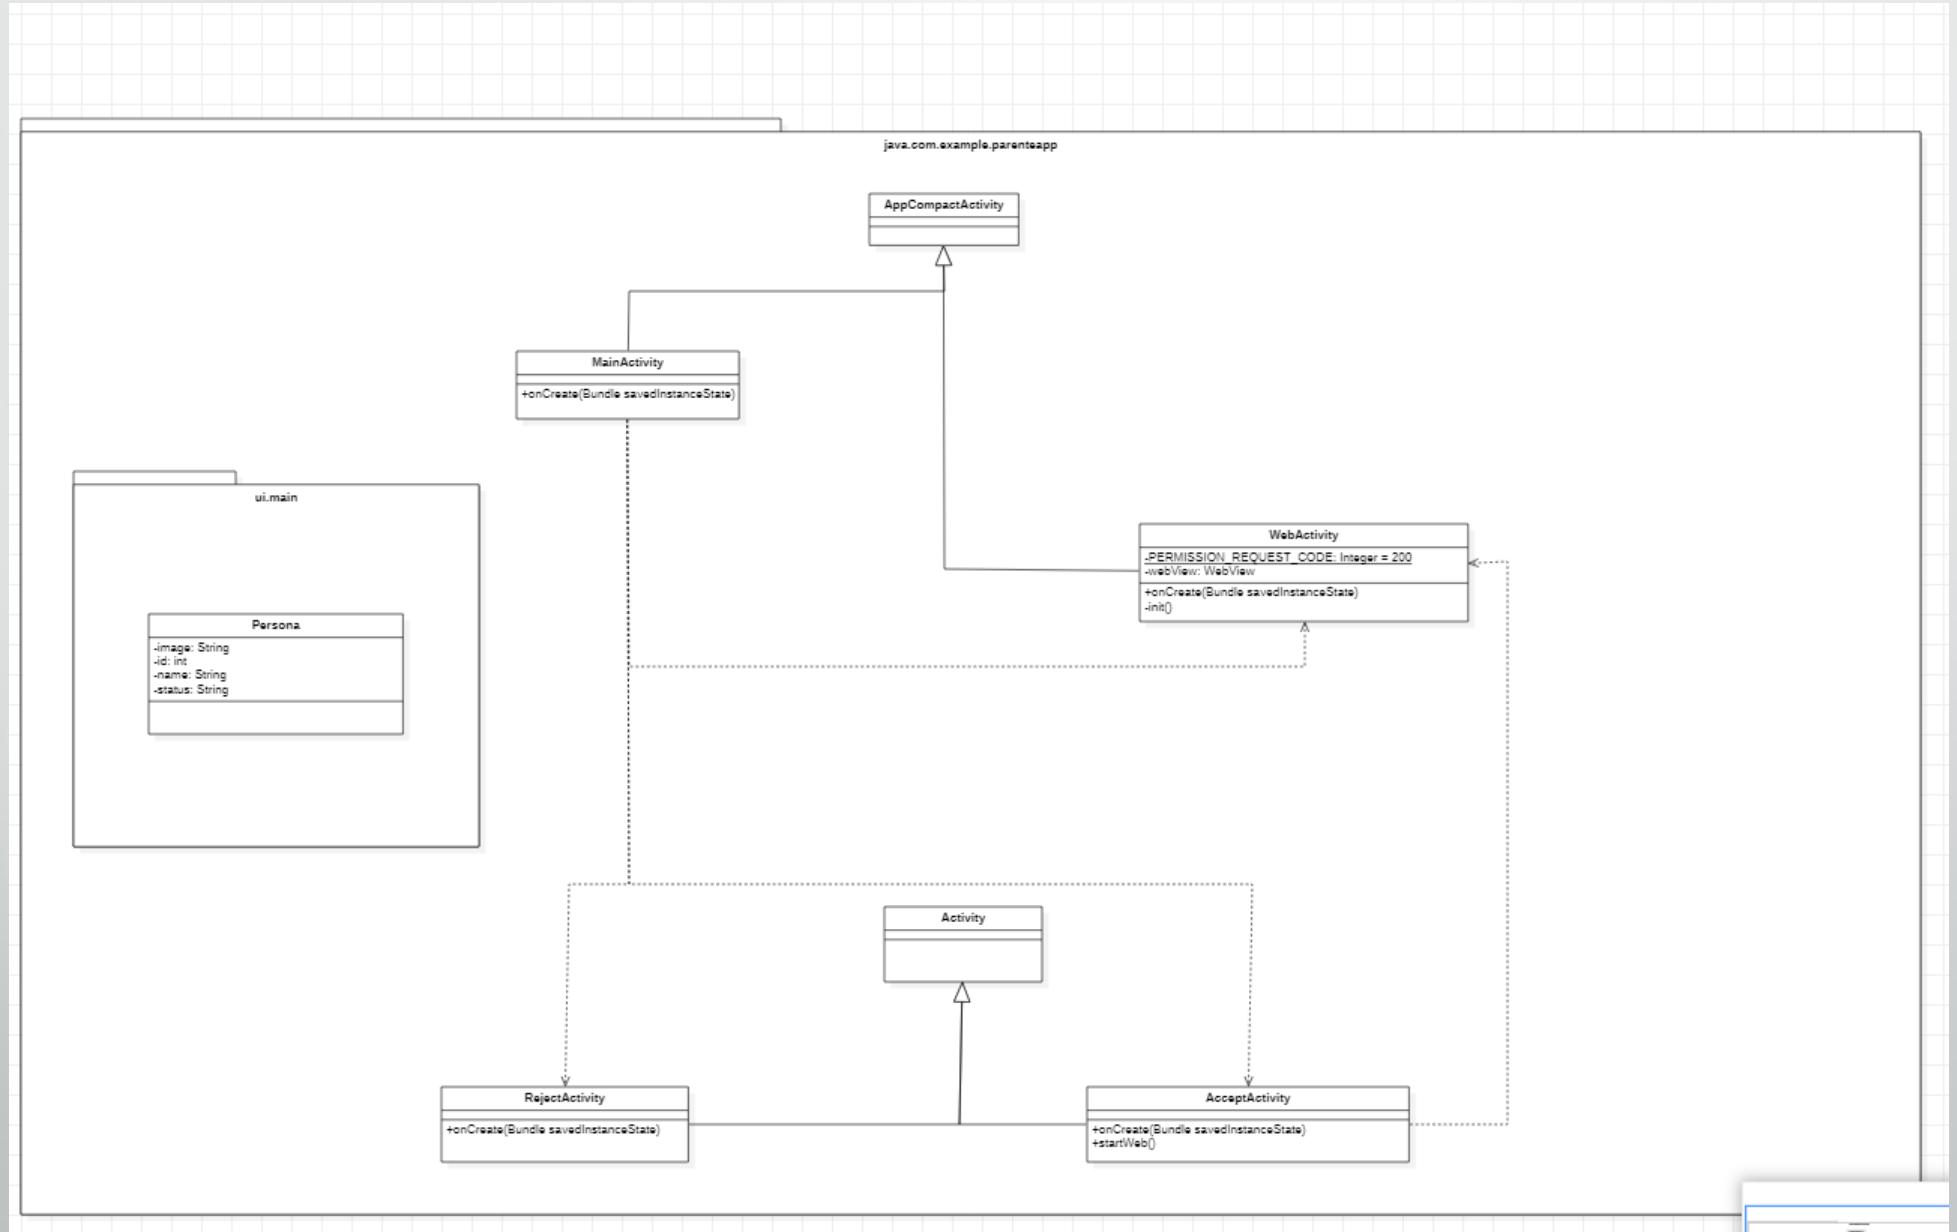 java.com.example.parenteapp
AppCompactActivity
MainActivity
+onCreate(Bundle savedInstanceState)
ui.main
Persona
-image: String
-id: int
-name: String
-status: String
WebActivity
-PERMISSION_REQUEST_CODE: Integer = 200
-webView: WebView
+onCreate(Bundle savedInstanceState)
-init()
Activity
RejectActivity
+onCreate(Bundle savedInstanceState)
AcceptActivity
+onCreate(Bundle savedInstanceState)
+startWeb()